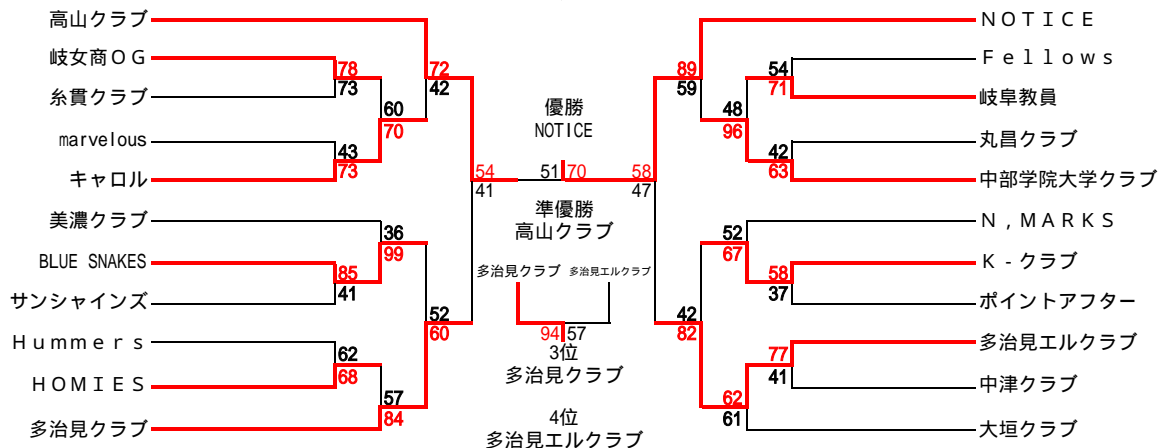 高山クラブ
岐女商OG
糸貫クラブ
marvelous
キャロル
美濃クラブ
BLUE SNAKES
サンシャインズ
Hummers
HOMIES
多治見クラブ
78
73
43
73
85
41
62
68
60
70
36
99
57
84
72
42
52
60
54
41
優勝
NOTICE
51 70
準優勝
高山クラブ
多治見クラブ 多治見エルクラブ
94 57
3位
多治見クラブ
4位
多治見エルクラブ
58
47
89
59
42
82
48
96
52
67
62
61
54
71
42
63
58
37
77
41
NOTICE
Fellows
岐阜教員
丸昌クラブ
中部学院大学クラブ
N,MARKS
K-クラブ
ポイントアフター
多治見エルクラブ
中津クラブ
大垣クラブ